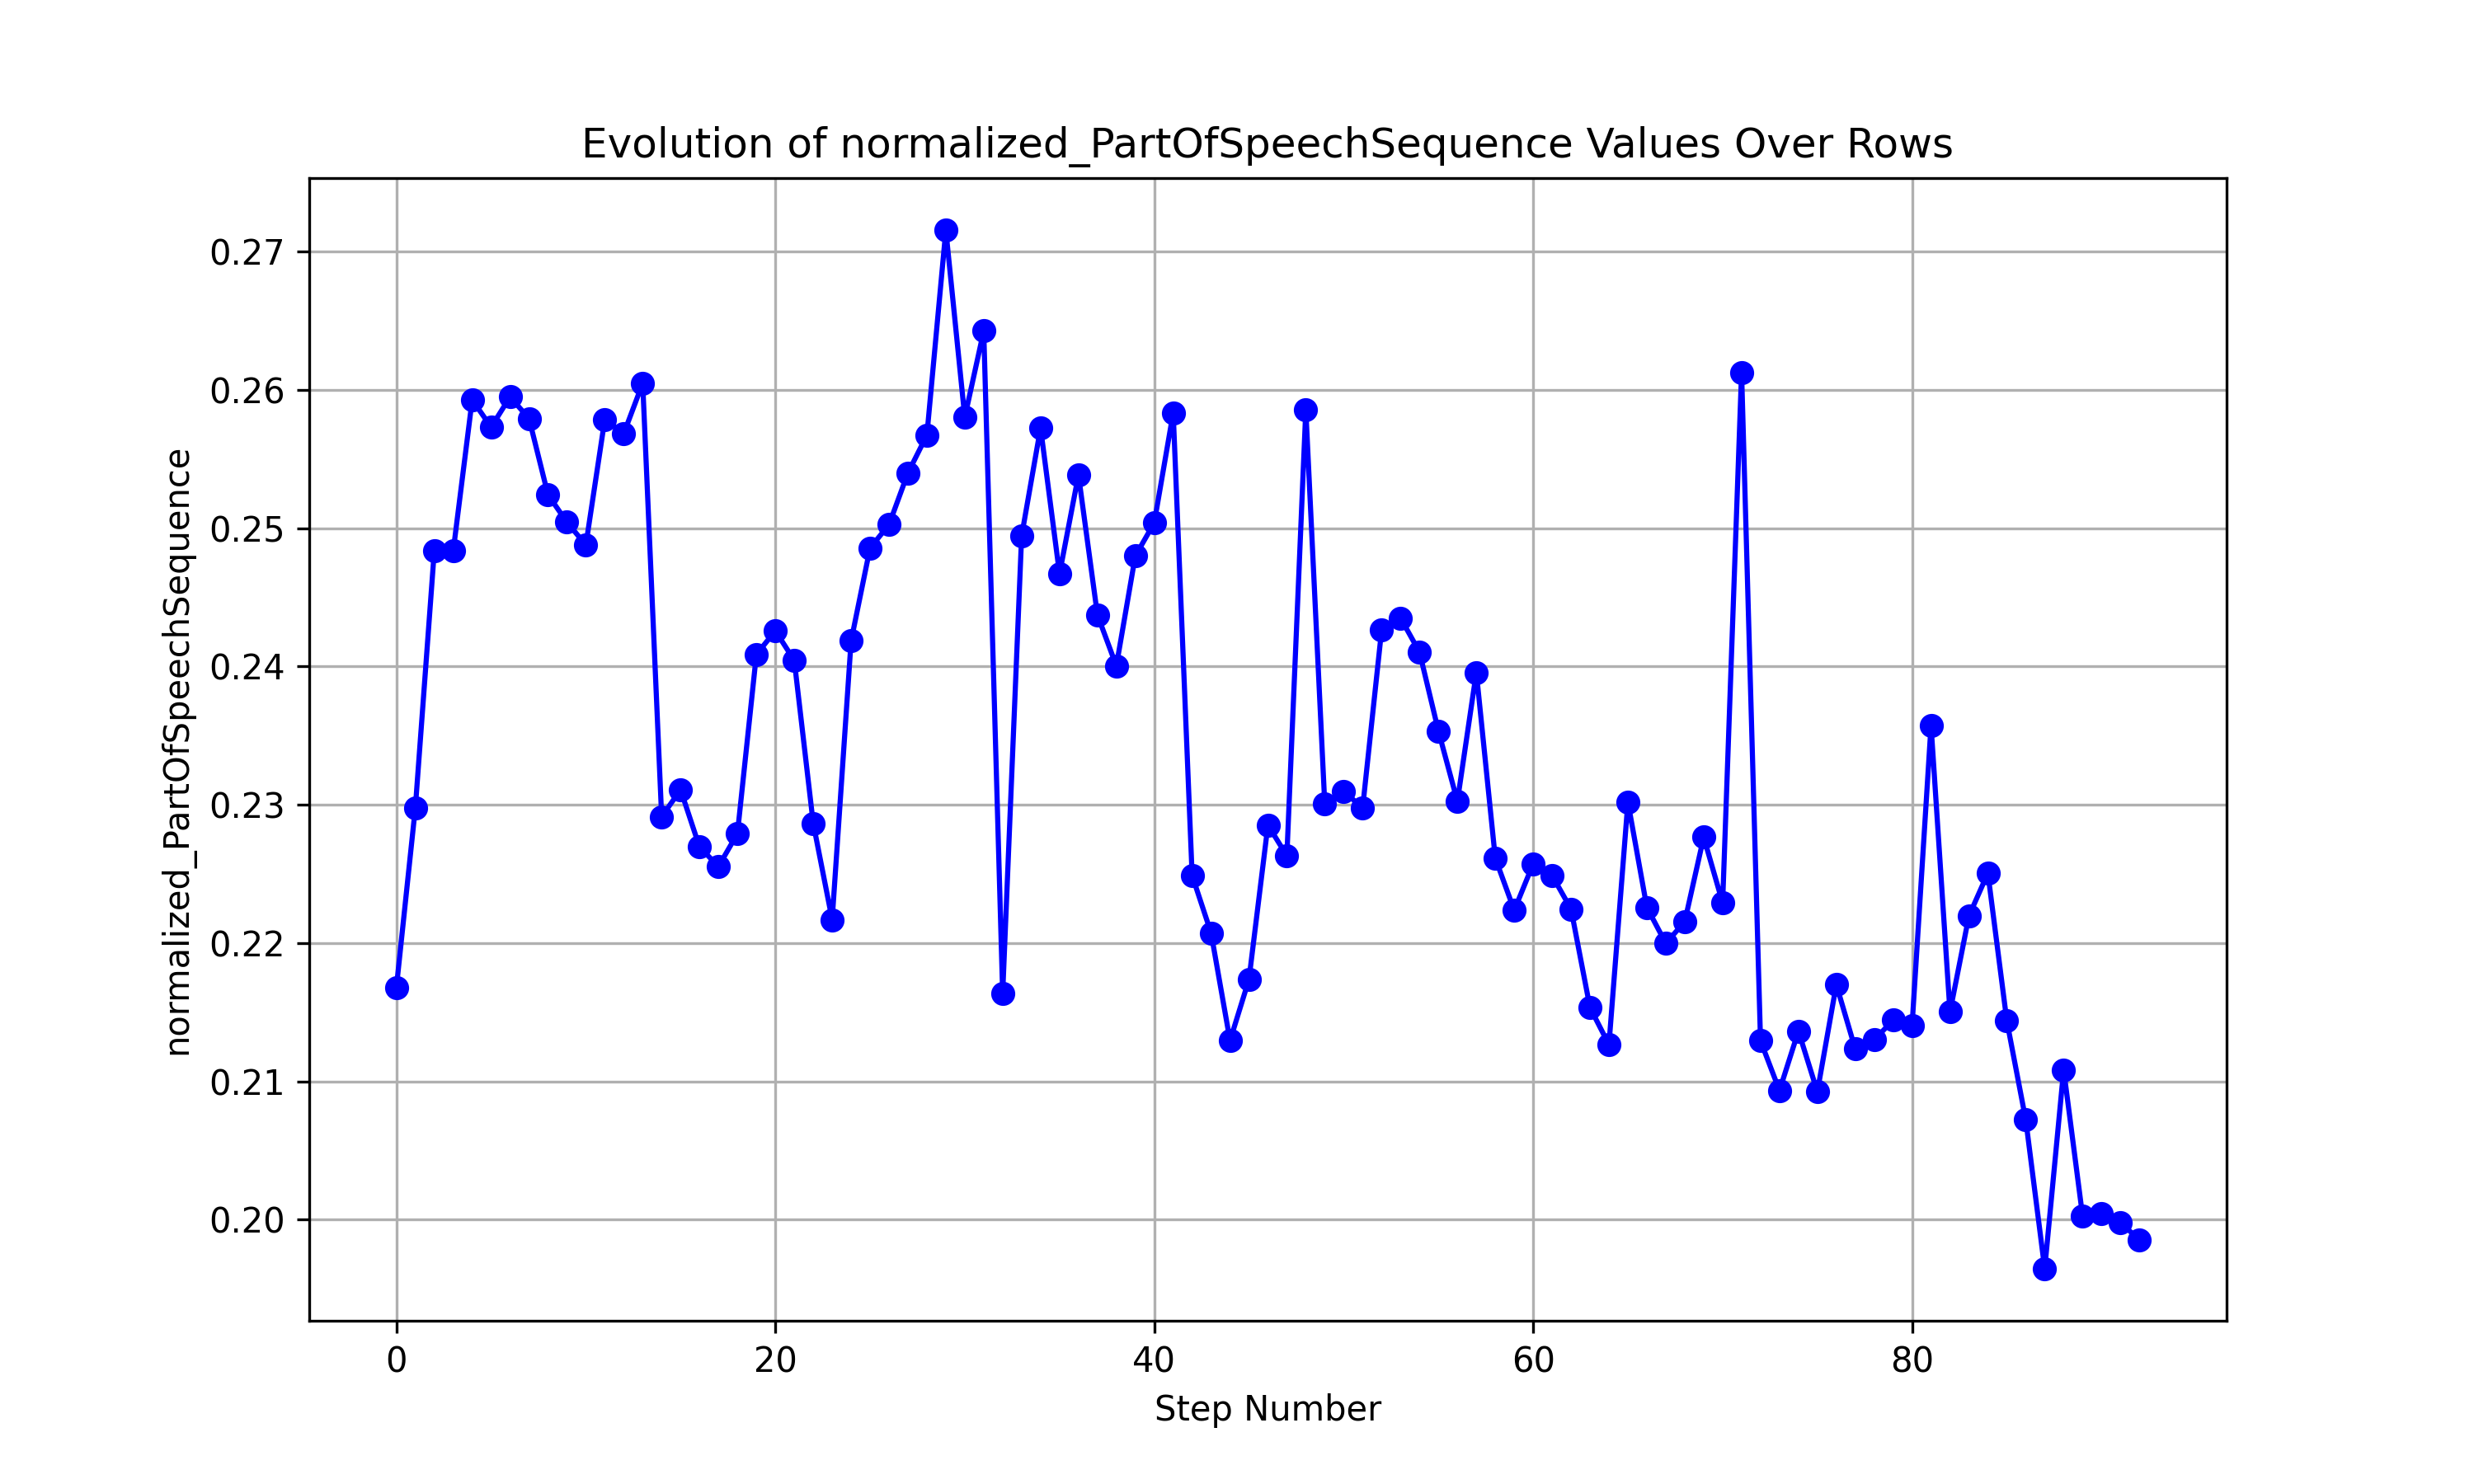 Evolution of normalized_PartOfSpeechSequence Values Over Rows
normalized_PartOfSpeechSequence
0.27
0.26
0.25
0.24
0.23
0.22
0.21
0.20
0 20 40 60 80
Step Number